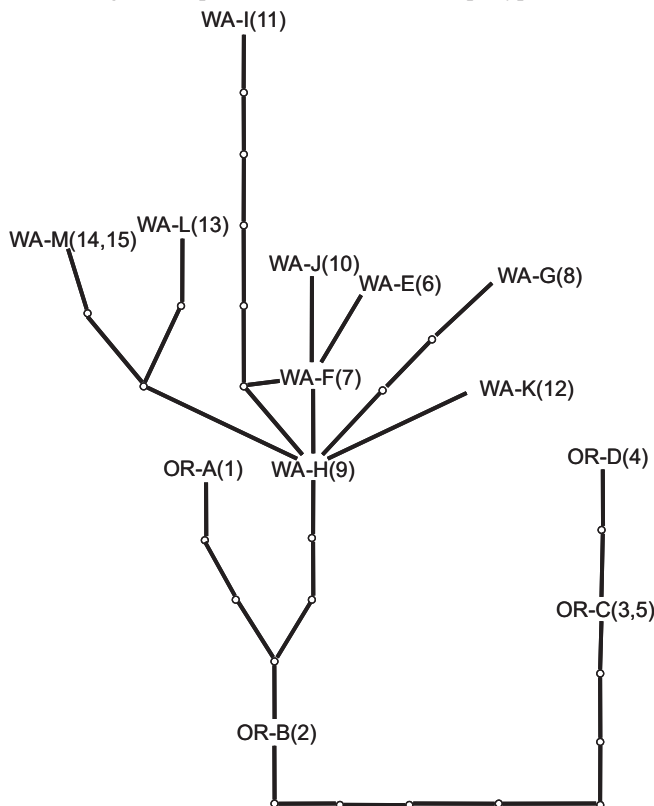 WA-I(11)
WA-L(13)
WA-M(14,15)
WA-J(10)
WA-E(6)
WA-G(8)
WA-F(7)
WA-K(12)
OR-A(1)
WA-H(9)
OR-D(4)
OR-C(3,5)
OR-B(2)